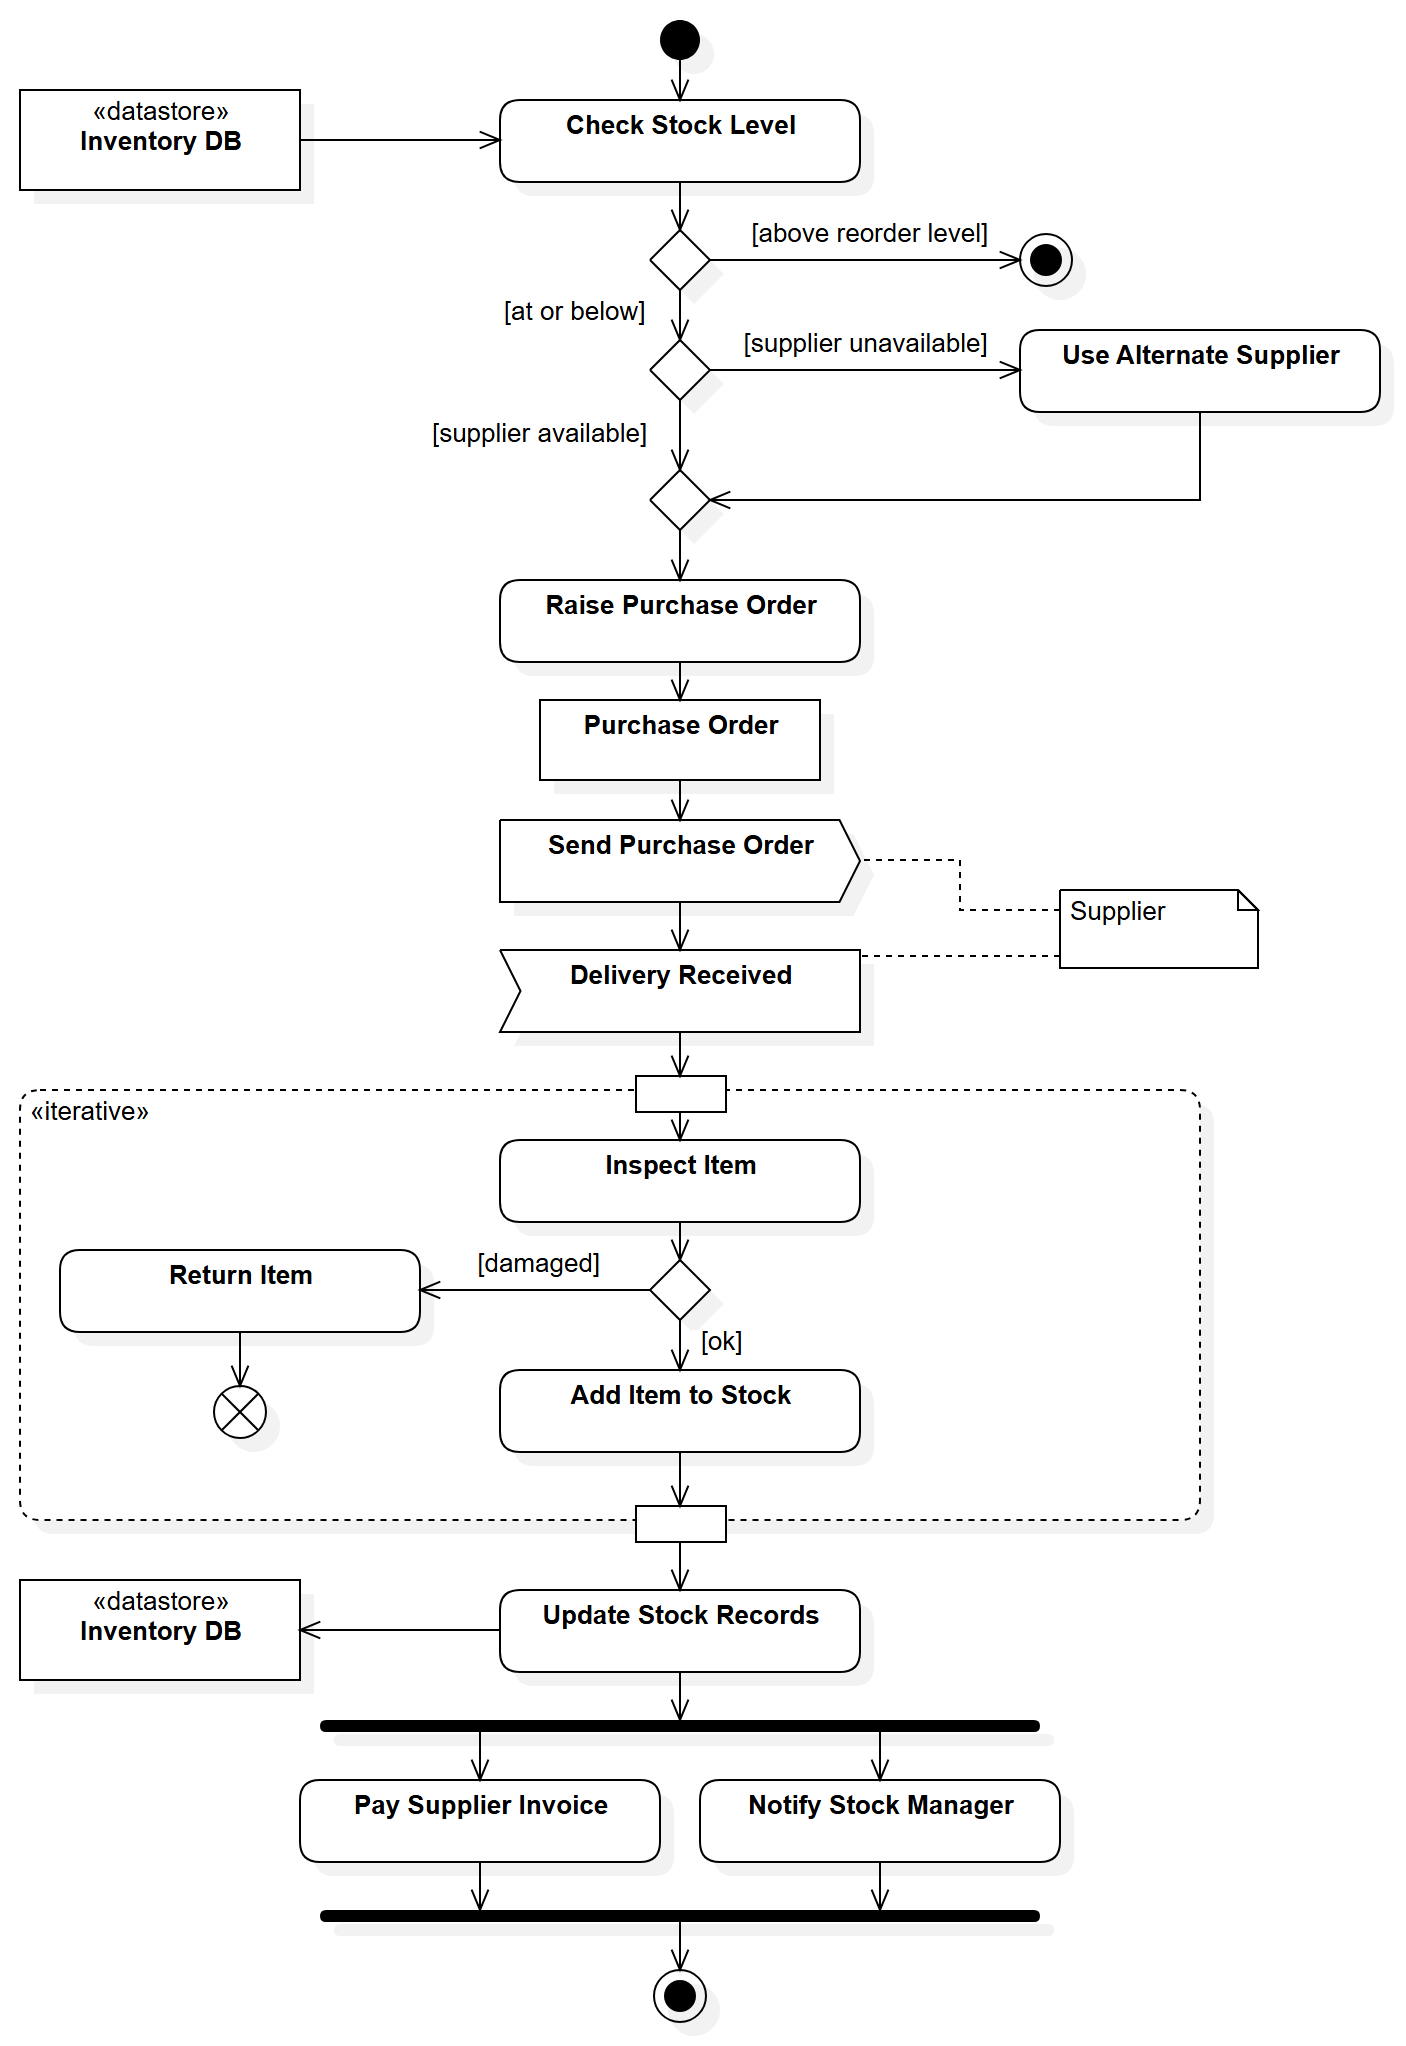 «datastore»
Inventory DB
Check Stock Level
[above reorder level]
[at or below]
[supplier unavailable]
Use Alternate Supplier
[supplier available]
Raise Purchase Order
Purchase Order
Send Purchase Order
Supplier
Delivery Received
«iterative»
Inspect Item
[damaged]
Return Item
[ok]
Add Item to Stock
«datastore»
Inventory DB
Update Stock Records
Pay Supplier Invoice
Notify Stock Manager